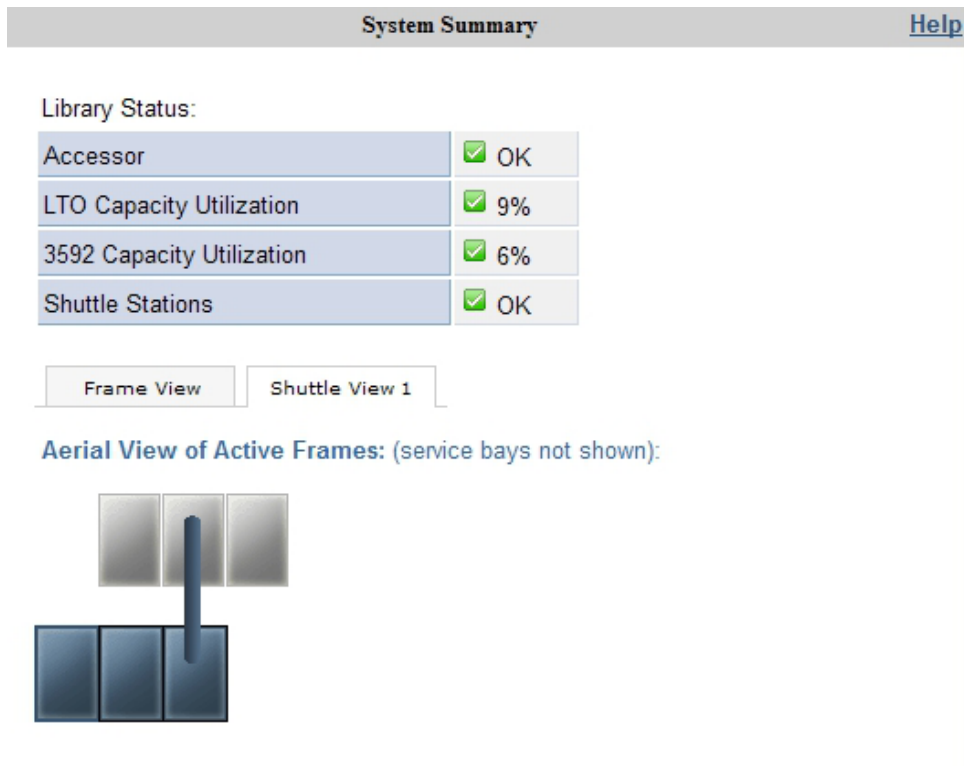 System Summary Help
Library Status:
Accessor OK
LTO Capacity Utilization 9%
3592 Capacity Utilization 6%
Shuttle Stations OK
Frame View Shuttle View 1
Aerial View of Active Frames: (service bays not shown):